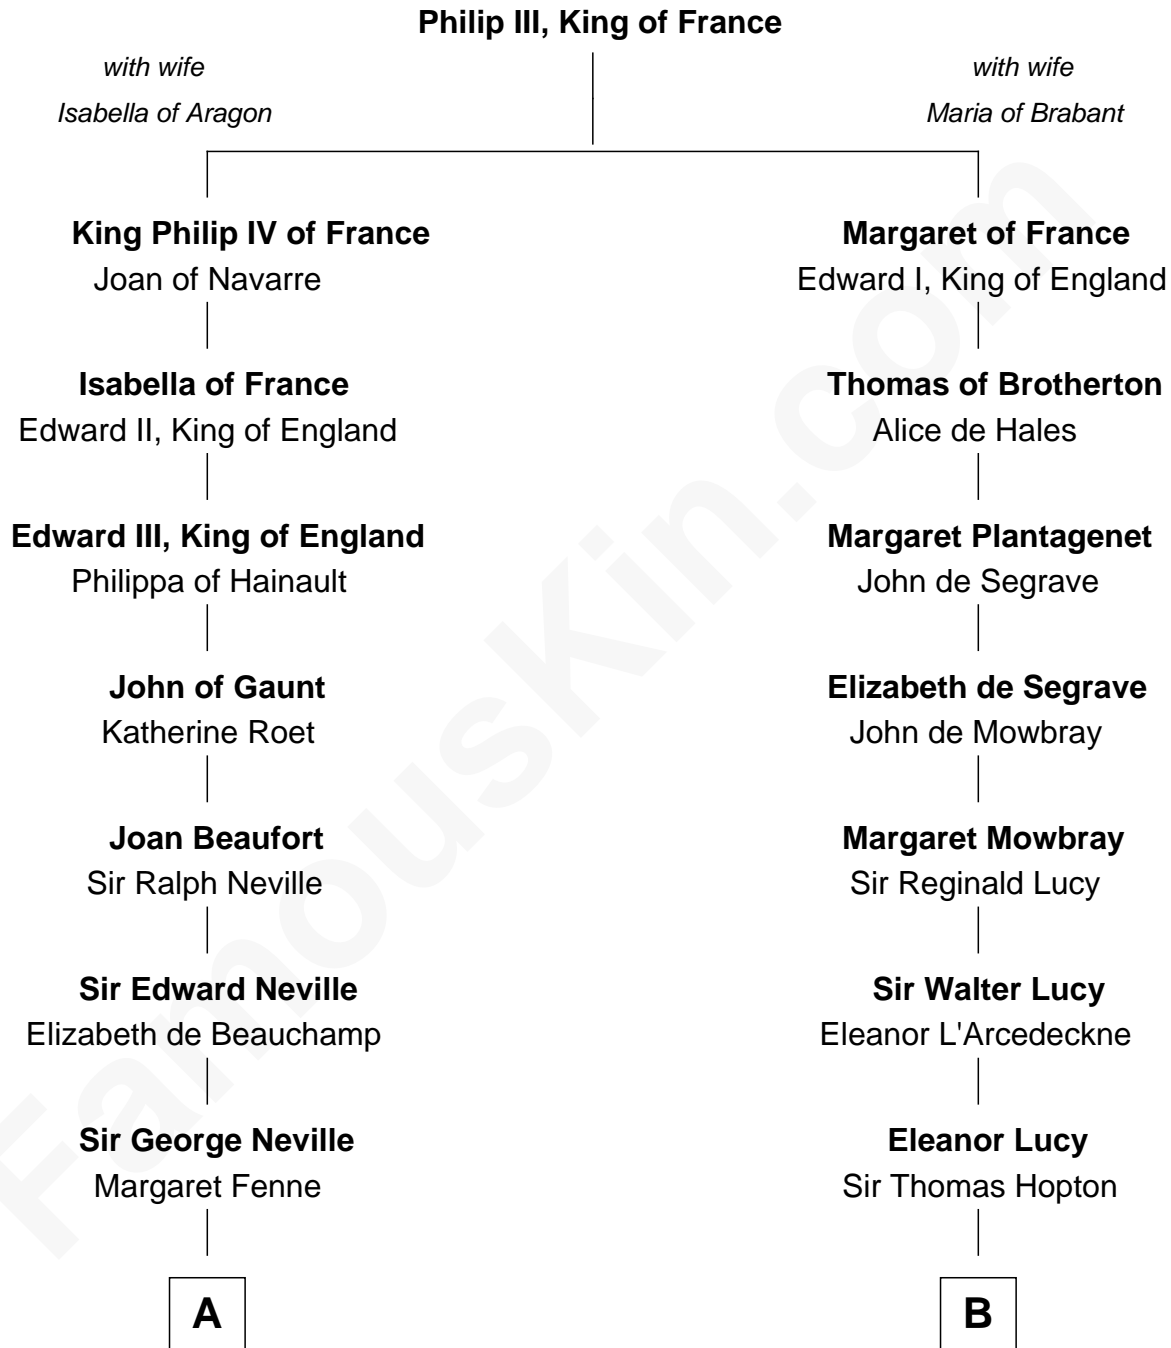 Philip III, King of France
with wife
Isabella of Aragon
with wife
Maria of Brabant
King Philip IV of France
Joan of Navarre
Margaret of France
Edward I, King of England
Isabella of France
Edward II, King of England
Thomas of Brotherton
Alice de Hales
Edward III, King of England
Philippa of Hainault
Margaret Plantagenet
John de Segrave
John of Gaunt
Katherine Roet
Elizabeth de Segrave
John de Mowbray
Joan Beaufort
Sir Ralph Neville
Margaret Mowbray
Sir Reginald Lucy
Sir Edward Neville
Elizabeth de Beauchamp
Sir Walter Lucy
Eleanor L'Arcedeckne
Sir George Neville
Margaret Fenne
Eleanor Lucy
Sir Thomas Hopton
A
B
FamousKin.com